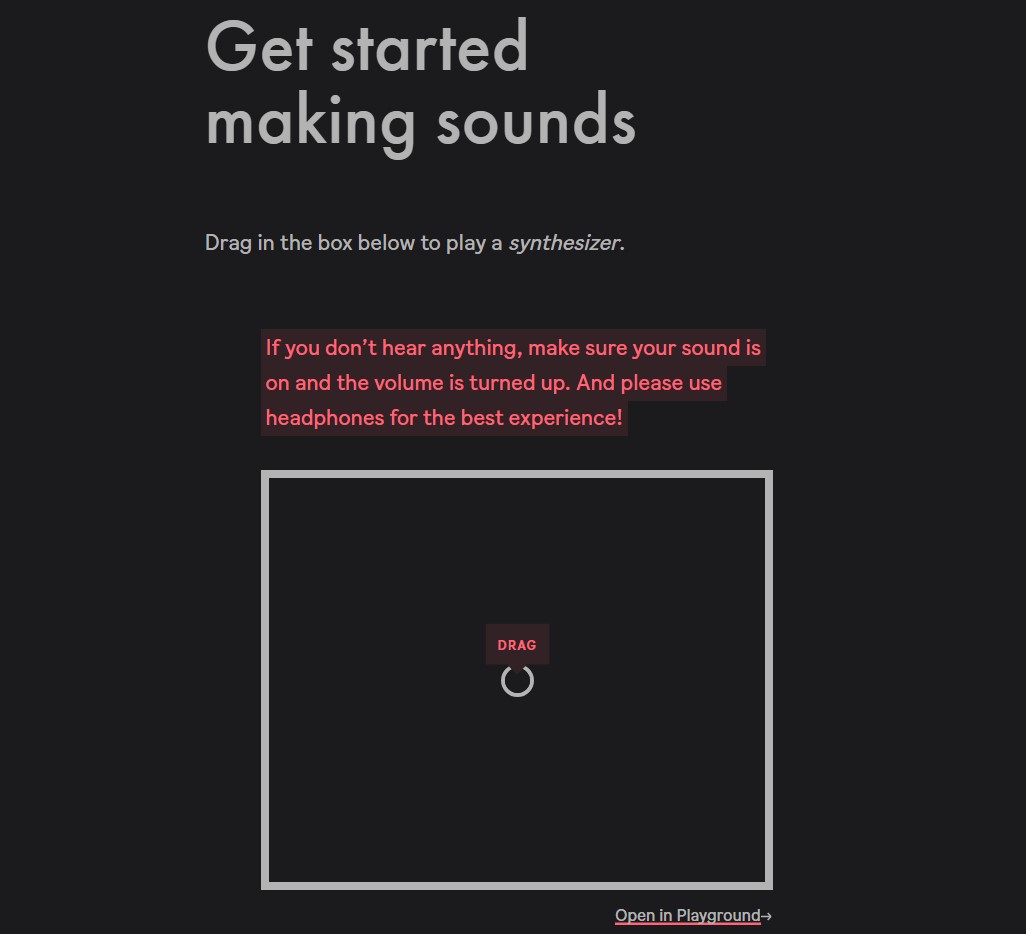 Get started
making sounds
Drag in the box below to play a synthesizer.
If you don’t hear anything, make sure your sound is
on and the volume is turned up. And please use
headphones for the best experience!
DRAG
Open in Playground→